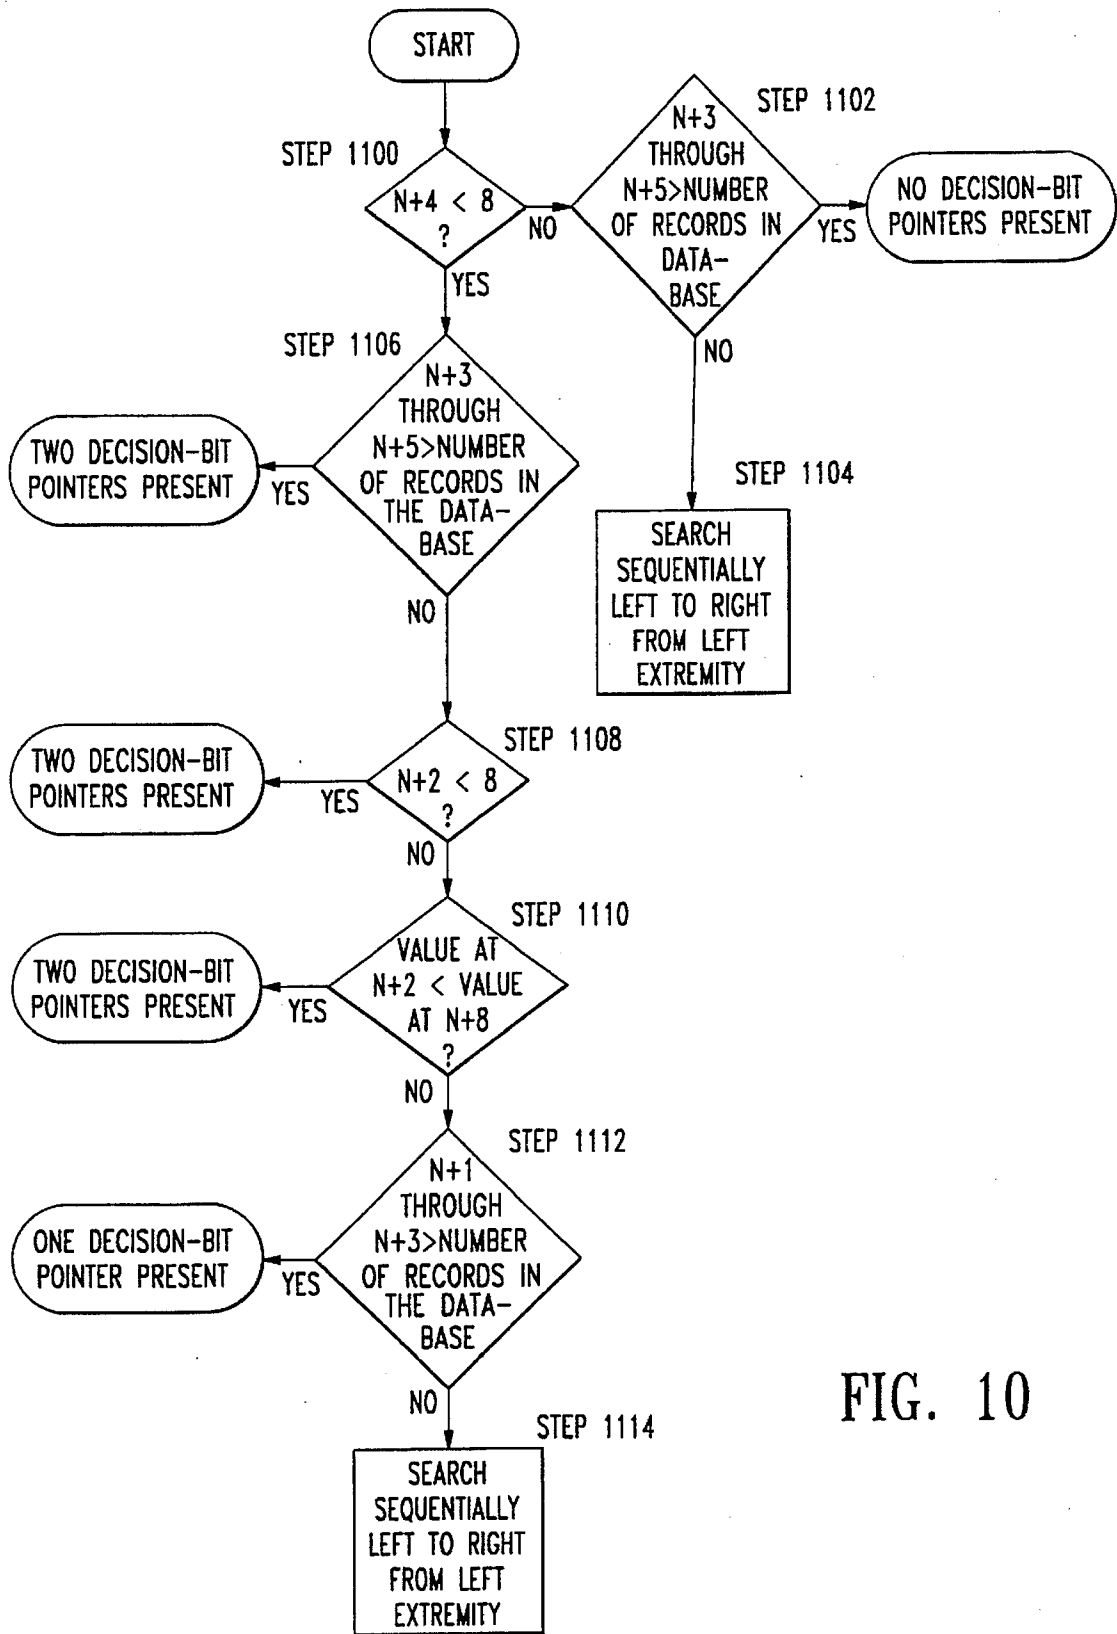 START
STEP 1100
N+4 < 8
?
NO
YES
STEP 1102
N+3
THROUGH
N+5>NUMBER
OF RECORDS IN
DATA-
BASE
YES
NO DECISION-BIT
POINTERS PRESENT
NO
STEP 1104
SEARCH
SEQUENTIALLY
LEFT TO RIGHT
FROM LEFT
EXTREMITY
STEP 1106
N+3
THROUGH
N+5>NUMBER
OF RECORDS IN
THE DATA-
BASE
YES
TWO DECISION-BIT
POINTERS PRESENT
NO
STEP 1108
N+2 < 8
?
YES
TWO DECISION-BIT
POINTERS PRESENT
NO
STEP 1110
VALUE AT
N+2 < VALUE
AT N+8
?
YES
TWO DECISION-BIT
POINTERS PRESENT
NO
STEP 1112
N+1
THROUGH
N+3>NUMBER
OF RECORDS IN
THE DATA-
BASE
YES
ONE DECISION-BIT
POINTER PRESENT
NO
STEP 1114
SEARCH
SEQUENTIALLY
LEFT TO RIGHT
FROM LEFT
EXTREMITY
FIG. 10